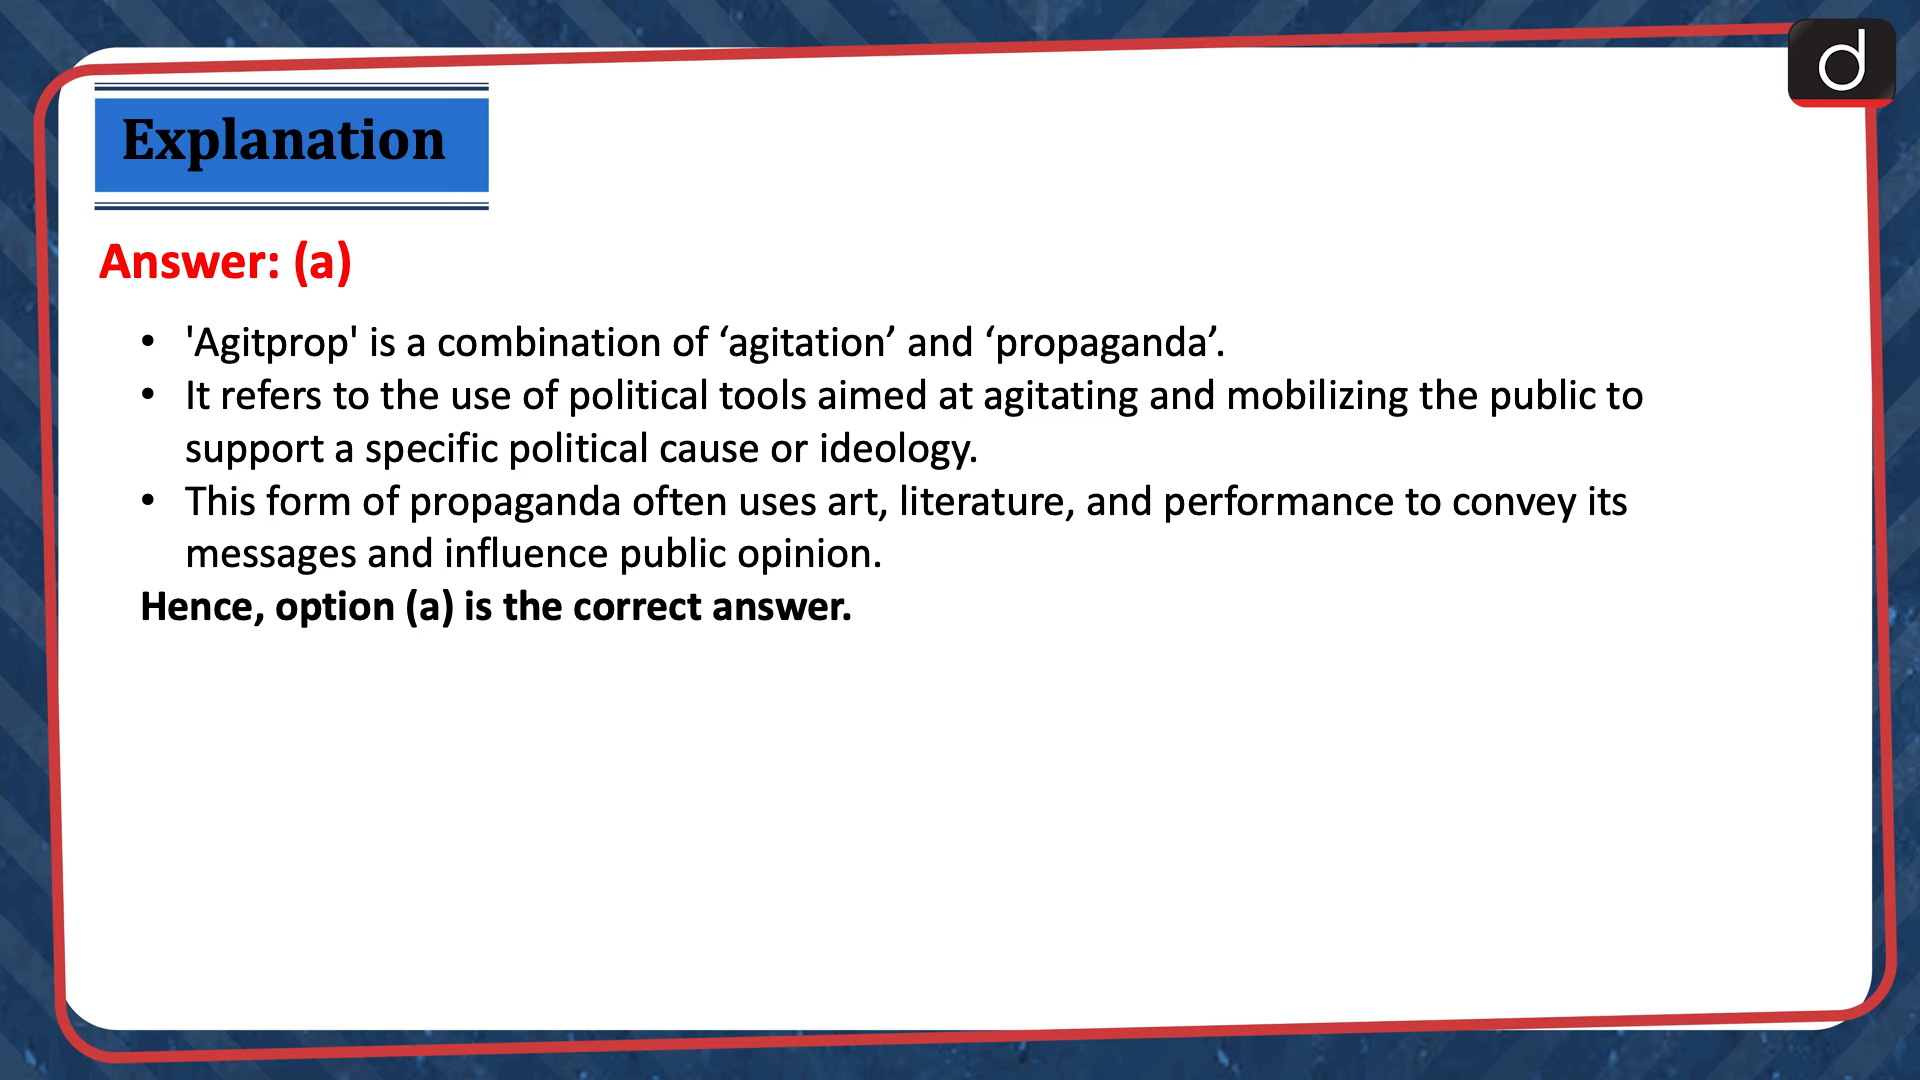 d
Explanation
Answer: (a)
• 'Agitprop' is a combination of ‘agitation’ and ‘propaganda’.
• It refers to the use of political tools aimed at agitating and mobilizing the public to
support a specific political cause or ideology.
• This form of propaganda often uses art, literature, and performance to convey its
messages and influence public opinion.
Hence, option (a) is the correct answer.